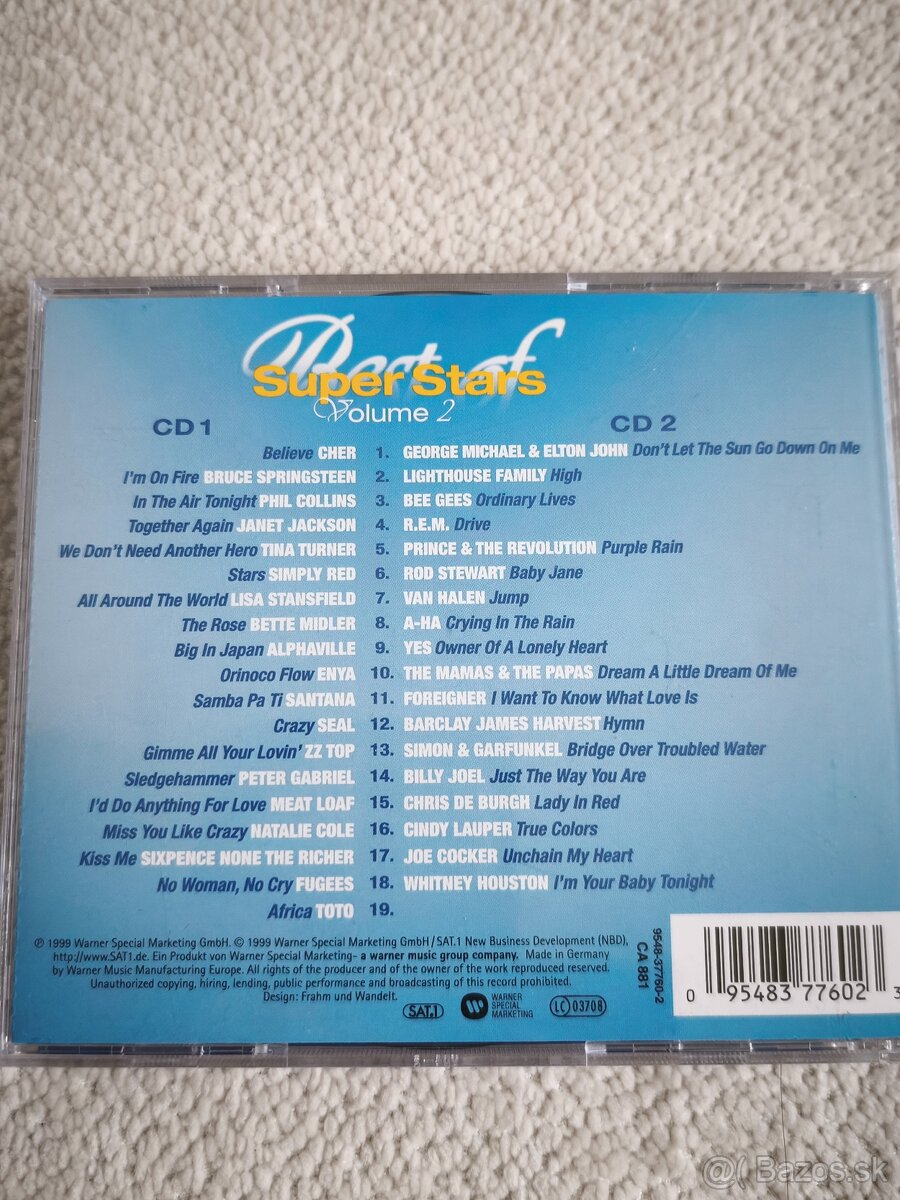 Best of
Super Stars
Volume 2
CD 1 CD 2
Believe CHER 1. GEORGE MICHAEL & ELTON JOHN Don't Let The Sun Go Down On Me
I'm On Fire BRUCE SPRINGSTEEN 2. LIGHTHOUSE FAMILY High
In The Air Tonight PHIL COLLINS 3. BEE GEES Ordinary Lives
Together Again JANET JACKSON 4. R.E.M. Drive
We Don't Need Another Hero TINA TURNER 5. PRINCE & THE REVOLUTION Purple Rain
Stars SIMPLY RED 6. ROD STEWART Baby Jane
All Around The World LISA STANSFIELD 7. VAN HALEN Jump
The Rose BETTE MIDLER 8. A-HA Crying In The Rain
Big In Japan ALPHAVILLE 9. YES Owner Of A Lonely Heart
Orinoco Flow ENYA 10. THE MAMAS & THE PAPAS Dream A Little Dream Of Me
Samba Pa Ti SANTANA 11. FOREIGNER I Want To Know What Love Is
Crazy SEAL 12. BARCLAY JAMES HARVEST Hymn
Gimme All Your Lovin' ZZ TOP 13. SIMON & GARFUNKEL Bridge Over Troubled Water
Sledgehammer PETER GABRIEL 14. BILLY JOEL Just The Way You Are
I'd Do Anything For Love MEAT LOAF 15. CHRIS DE BURGH Lady In Red
Miss You Like Crazy NATALIE COLE 16. CINDY LAUPER True Colors
Kiss Me SIXPENCE NONE THE RICHER 17. JOE COCKER Unchain My Heart
No Woman, No Cry FUGEES 18. WHITNEY HOUSTON I'm Your Baby Tonight
Africa TOTO 19.
℗ 1999 Warner Special Marketing GmbH. © 1999 Warner Special Marketing GmbH / SAT.1 New Business Development (NBD),
http://www.SAT1.de. Ein Produkt von Warner Special Marketing- a warner music group company. Made in Germany
by Warner Music Manufacturing Europe. All rights of the producer and of the owner of the work reproduced reserved.
Unauthorized copying, hiring, lending, public performance and broadcasting of this record prohibited.
Design: Frahm und Wandelt.
SAT.1
WARNER
SPECIAL
MARKETING
LC 03708
9548-37760-2
CA 881
0 95483 77602 3
@( Bazos.sk